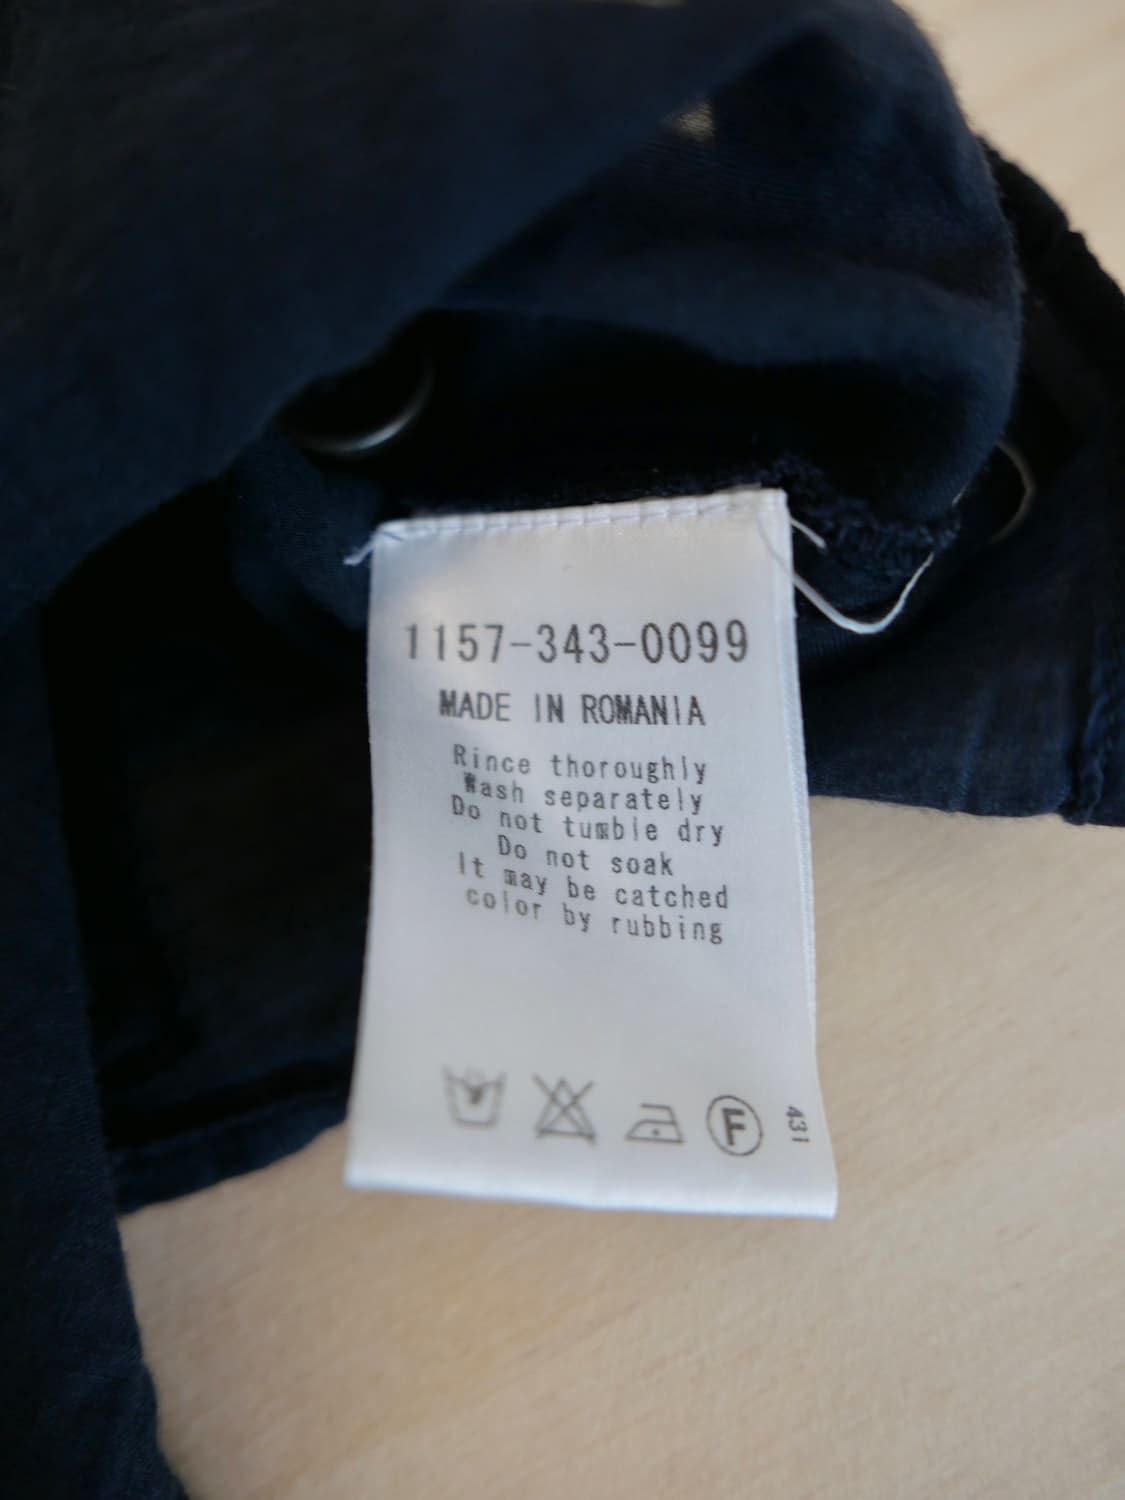 1157-343-0099
MADE IN ROMANIA
Rince thoroughly
Wash separately
Do not tumble dry
Do not soak
It may be catched
color by rubbing
F
431